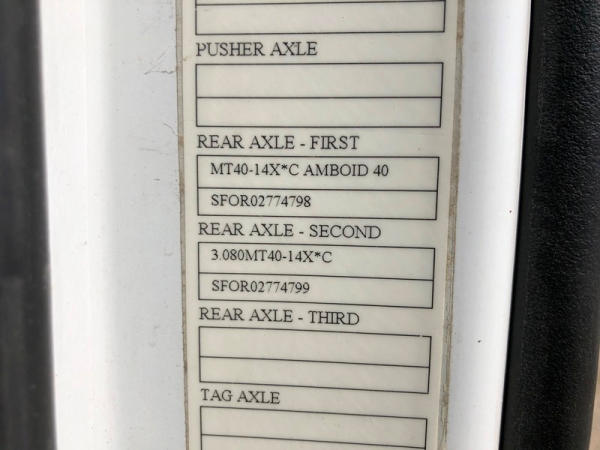 PUSHER AXLE
REAR AXLE - FIRST
MT40-14X*C AMBOID 40
SFOR02774798
REAR AXLE - SECOND
3.080MT40-14X*C
SFOR02774799
REAR AXLE - THIRD
TAG AXLE